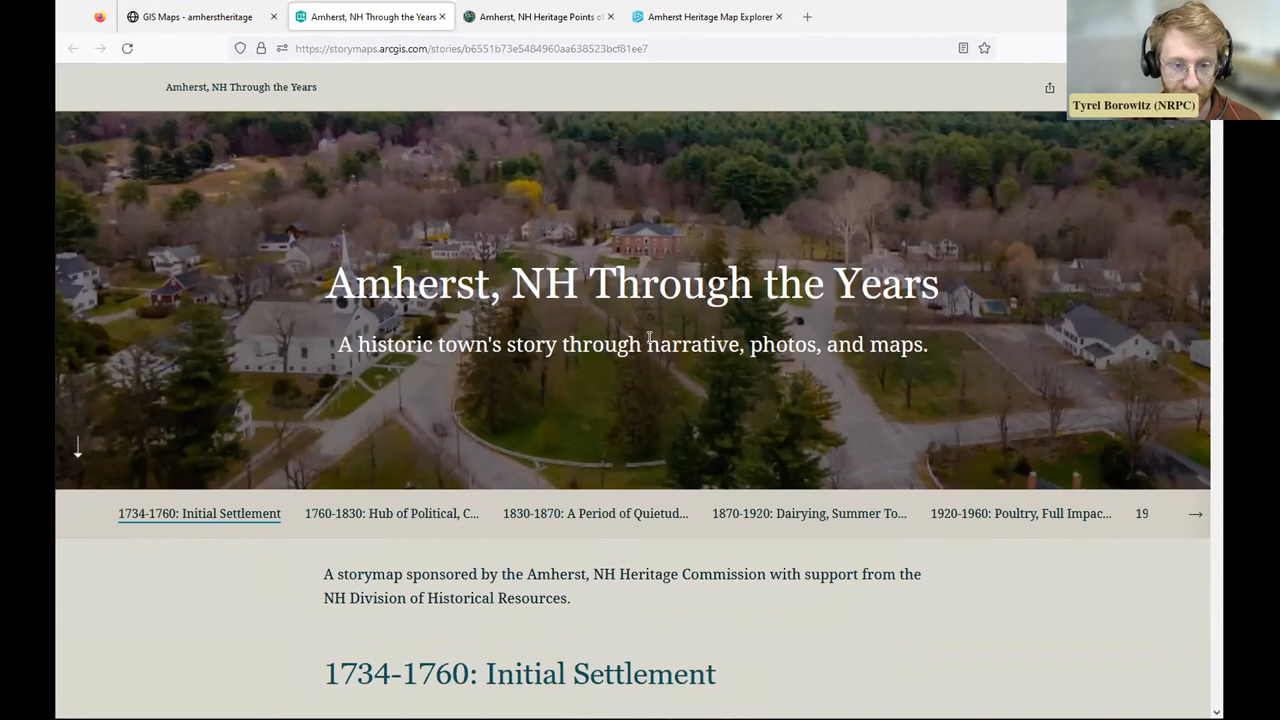 GIS Maps - amherstheritage
Amherst, NH Through the Years
Amherst, NH Heritage Points of
Amherst Heritage Map Explorer
https://storymaps.arcgis.com/stories/b6551b73e5484960aa638523bcf81ee7
Tyrel Borowitz (NRPC)
Amherst, NH Through the Years
Amherst, NH Through the Years
A historic town's story through narrative, photos, and maps.
1734-1760: Initial Settlement 1760-1830: Hub of Political, C... 1830-1870: A Period of Quietud... 1870-1920: Dairying, Summer To... 1920-1960: Poultry, Full Impac... 19
A storymap sponsored by the Amherst, NH Heritage Commission with support from the
NH Division of Historical Resources.
1734-1760: Initial Settlement